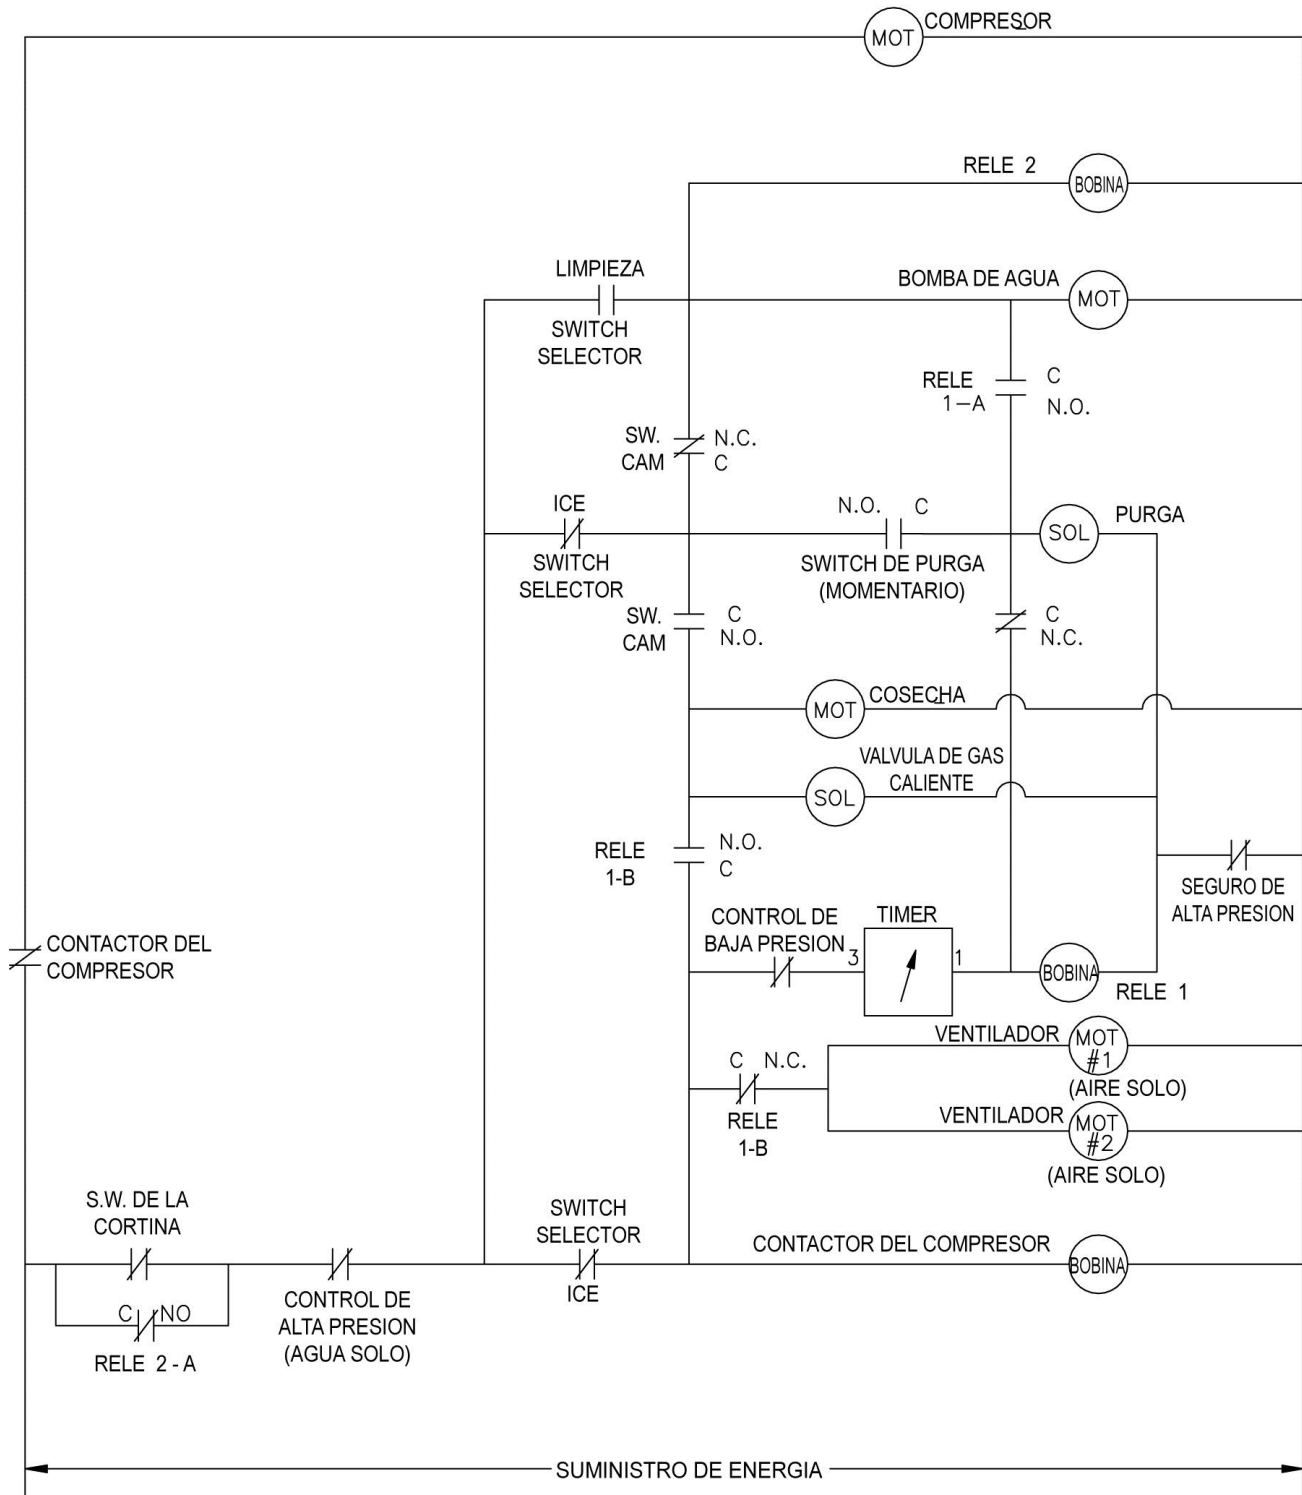 COMPRESOR
MOT
RELE 2
BOBINA
LIMPIEZA
SWITCH
SELECTOR
BOMBA DE AGUA
MOT
RELE
1-A
C
N.O.
SW.
CAM
N.C.
C
ICE
SWITCH
SELECTOR
N.O.
C
SWITCH DE PURGA
(MOMENTARIO)
SOL
PURGA
SW.
CAM
C
N.O.
C
N.C.
MOT
COSECHA
VALVULA DE GAS
CALIENTE
SOL
RELE
1-B
N.O.
C
SEGURO DE
ALTA PRESION
CONTROL DE
BAJA PRESION
TIMER
3
1
BOBINA
RELE 1
CONTACTOR DEL
COMPRESOR
VENTILADOR
MOT
#1
(AIRE SOLO)
C N.C.
RELE
1-B
VENTILADOR
MOT
#2
(AIRE SOLO)
S.W. DE LA
CORTINA
SWITCH
SELECTOR
ICE
CONTACTOR DEL COMPRESOR
BOBINA
C
NO
RELE 2 - A
CONTROL DE
ALTA PRESION
(AGUA SOLO)
SUMINISTRO DE ENERGIA